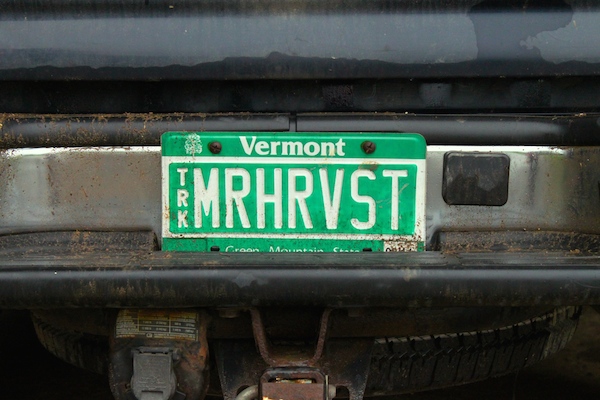 Vermont
TRK
MRHRVST
Green Mountain State